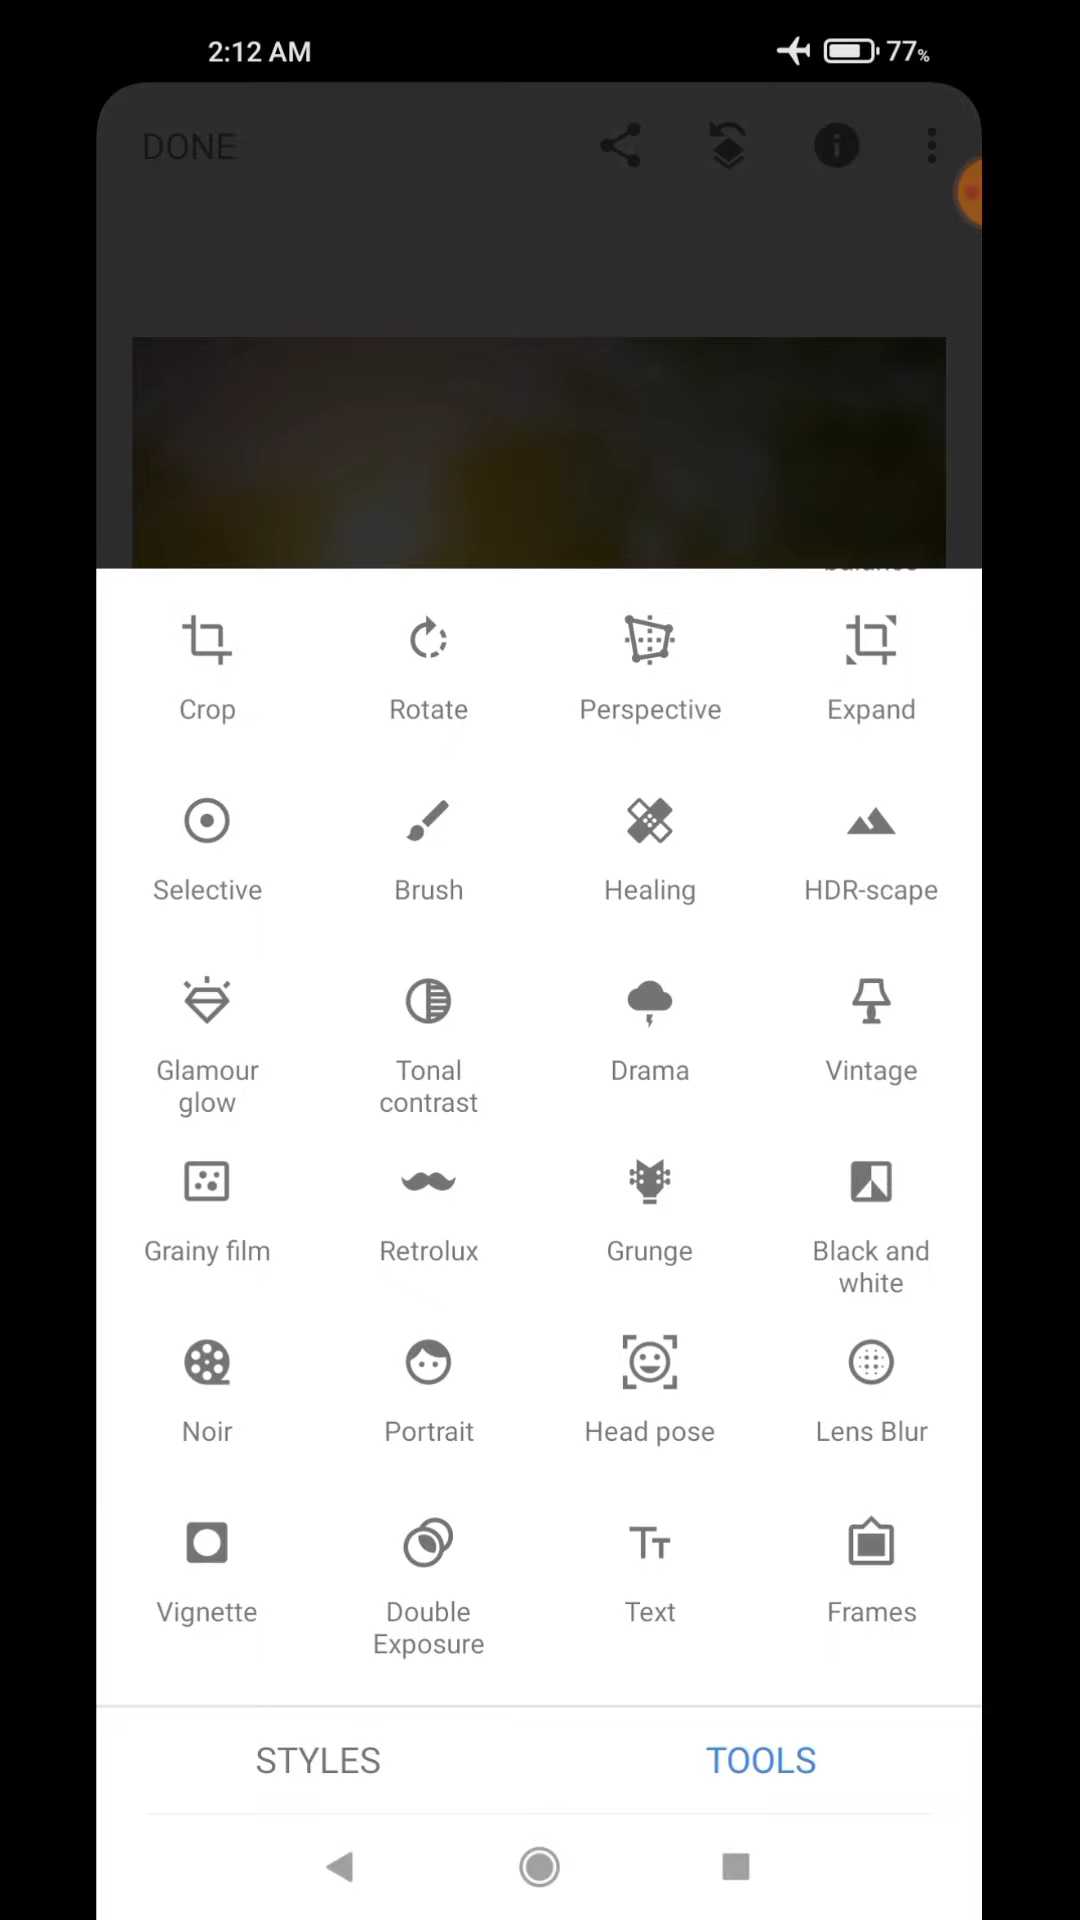 2:12 AM 77%
DONE
Crop Rotate Perspective Expand
Selective Brush Healing HDR-scape
Glamour glow Tonal contrast Drama Vintage
Grainy film Retrolux Grunge Black and white
Noir Portrait Head pose Lens Blur
Vignette Double Exposure Text Frames
STYLES TOOLS